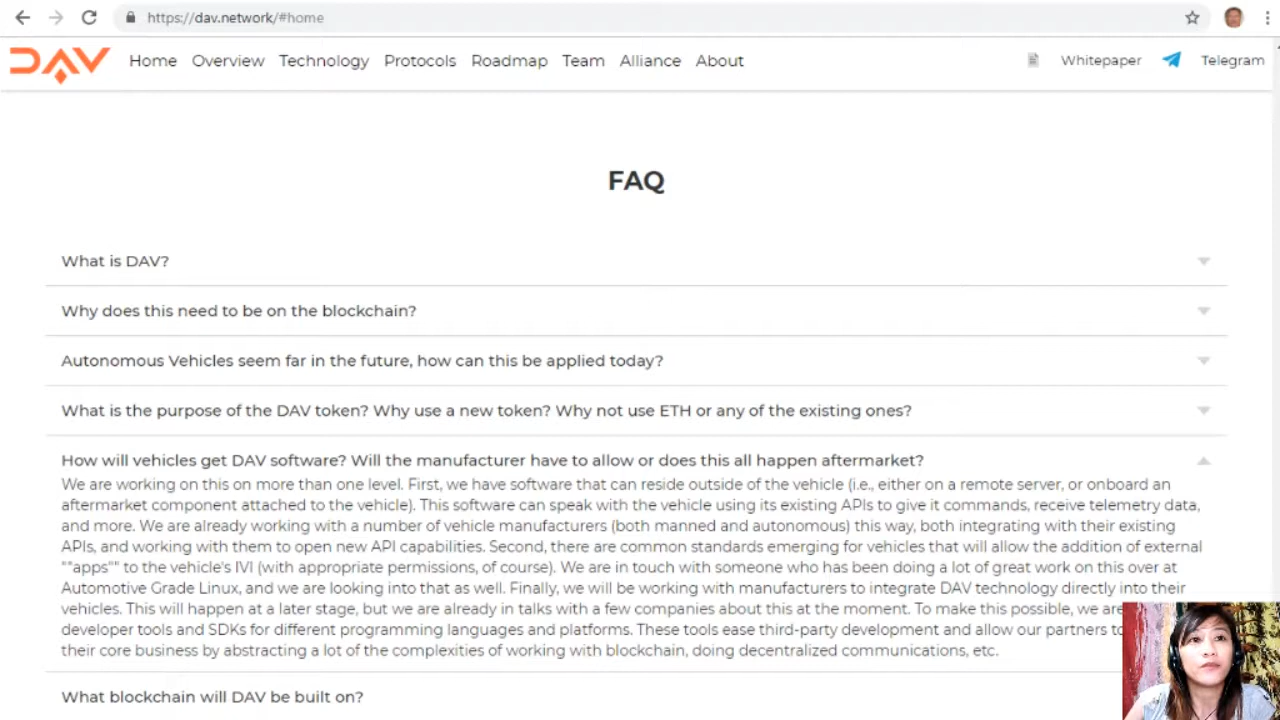 https://dav.network/#home
DAV Home Overview Technology Protocols Roadmap Team Alliance About Whitepaper Telegram
FAQ
What is DAV?
Why does this need to be on the blockchain?
Autonomous Vehicles seem far in the future, how can this be applied today?
What is the purpose of the DAV token? Why use a new token? Why not use ETH or any of the existing ones?
How will vehicles get DAV software? Will the manufacturer have to allow or does this all happen aftermarket?
We are working on this on more than one level. First, we have software that can reside outside of the vehicle (i.e., either on a remote server, or onboard an
aftermarket component attached to the vehicle). This software can speak with the vehicle using its existing APIs to give it commands, receive telemetry data,
and more. We are already working with a number of vehicle manufacturers (both manned and autonomous) this way, both integrating with their existing
APIs, and working with them to open new API capabilities. Second, there are common standards emerging for vehicles that will allow the addition of external
""apps"" to the vehicle's IVI (with appropriate permissions, of course). We are in touch with someone who has been doing a lot of great work on this over at
Automotive Grade Linux, and we are looking into that as well. Finally, we will be working with manufacturers to integrate DAV technology directly into their
vehicles. This will happen at a later stage, but we are already in talks with a few companies about this at the moment. To make this possible, we are
developer tools and SDKs for different programming languages and platforms. These tools ease third-party development and allow our partners to
their core business by abstracting a lot of the complexities of working with blockchain, doing decentralized communications, etc.
What blockchain will DAV be built on?